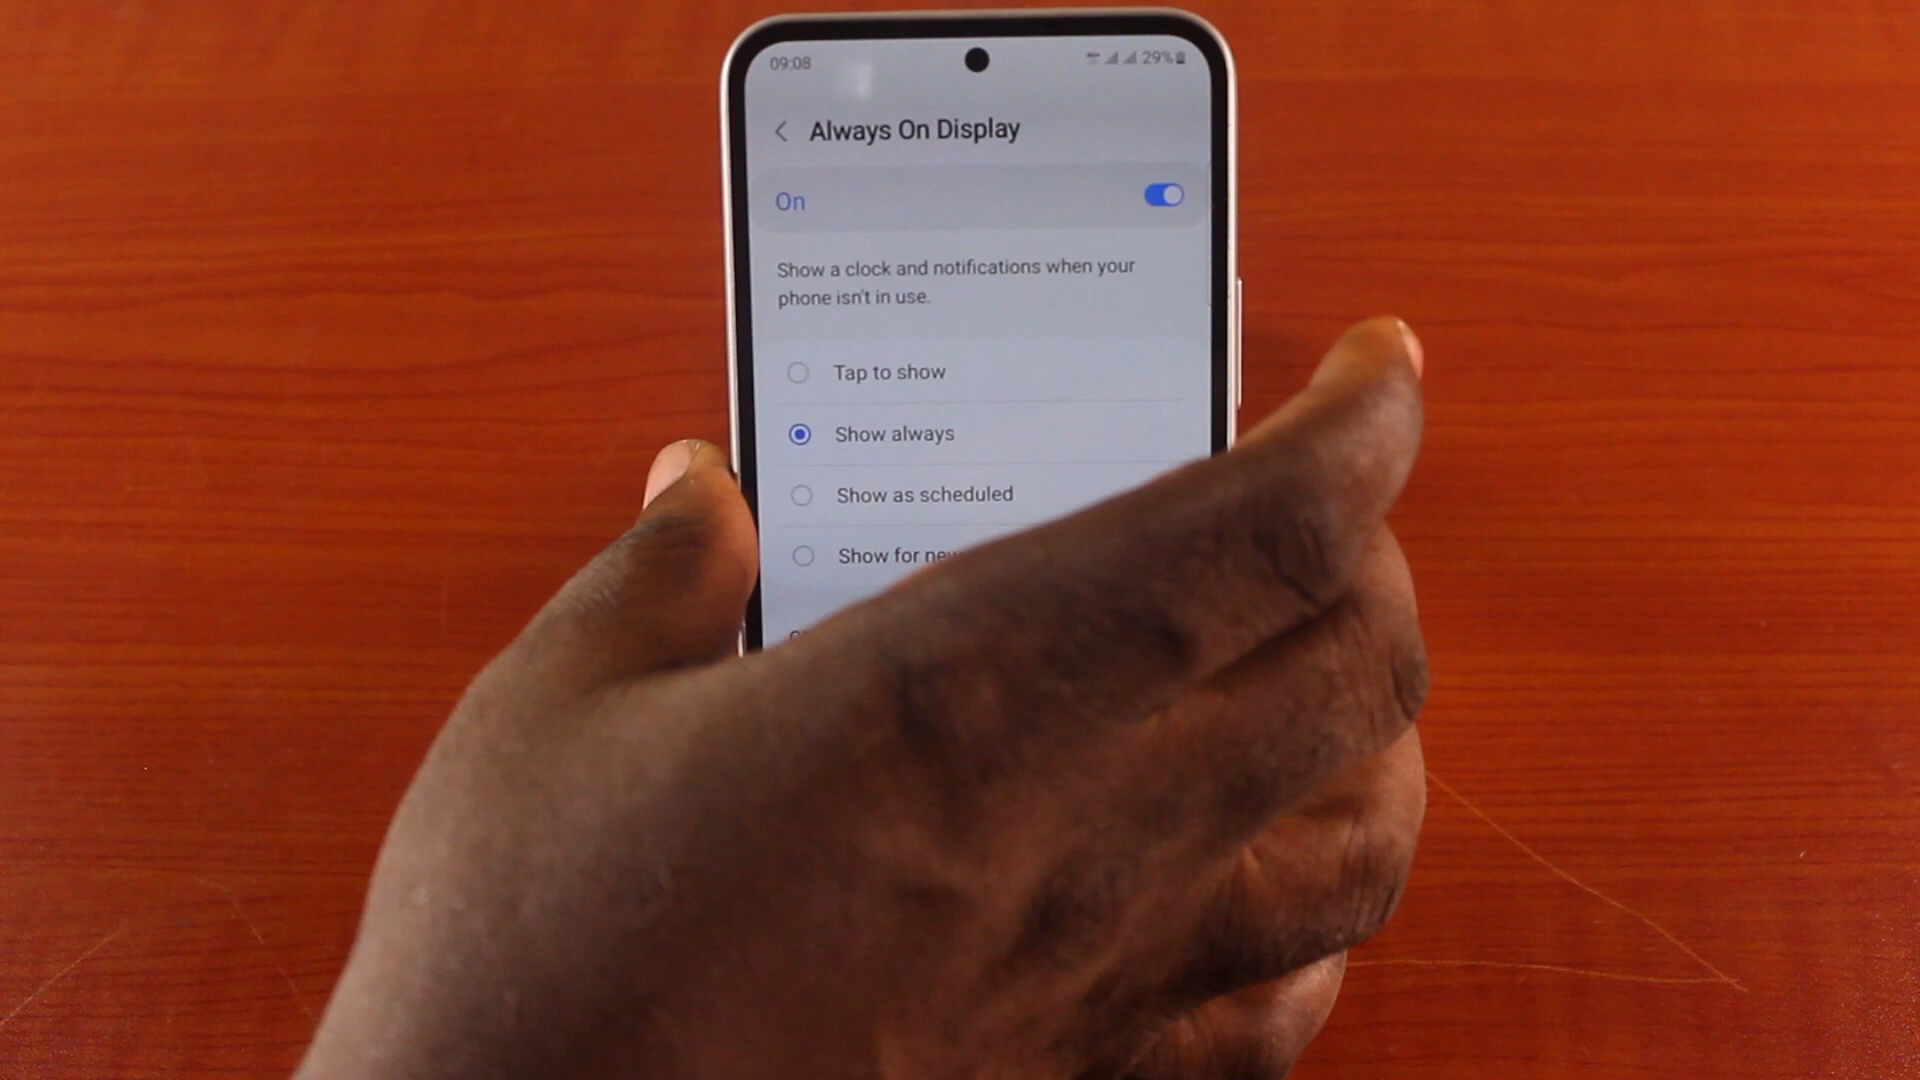 09:08
29%
Always On Display
On
Show a clock and notifications when your
phone isn't in use.
Tap to show
Show always
Show as scheduled
Show for